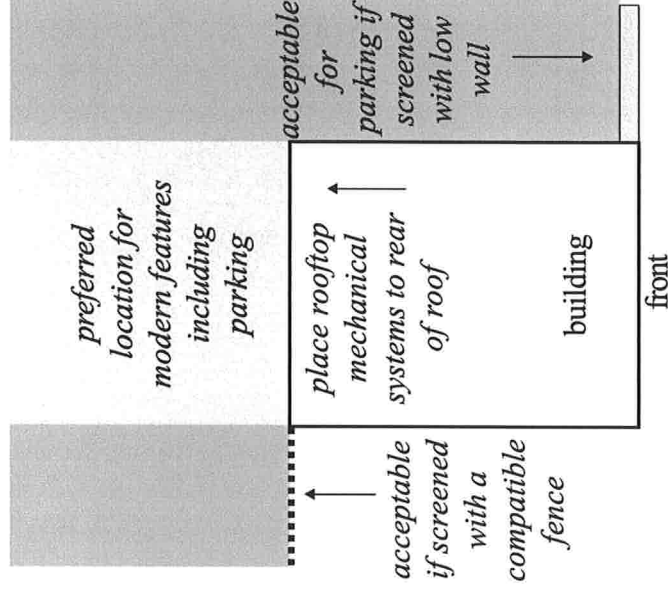 preferred
location for
modern features
including
parking
acceptable
for
parking if
screened
with low
wall
place rooftop
mechanical
systems to rear
of roof
building
acceptable
if screened
with a
compatible
fence
front